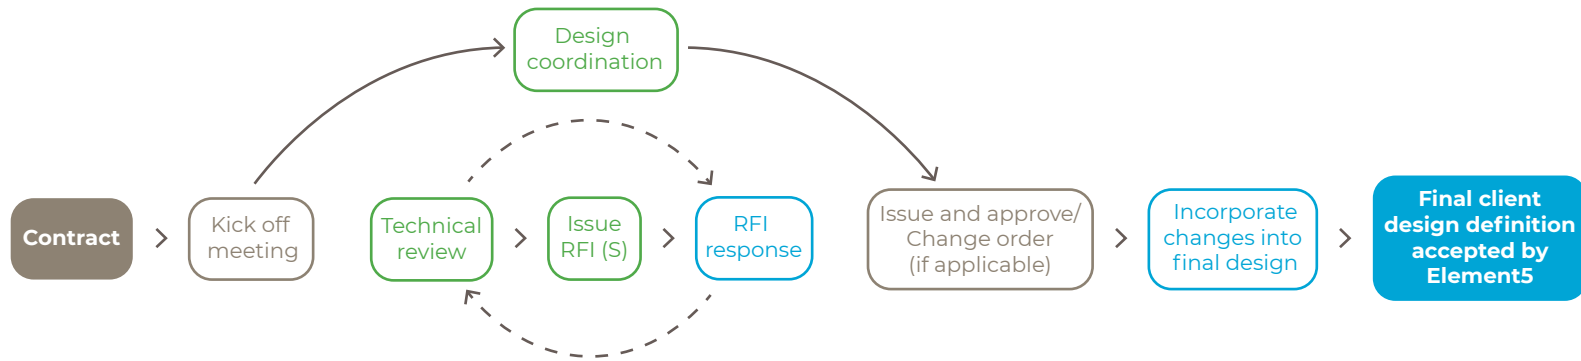 Design
coordination
Contract
Kick off
meeting
Technical
review
Issue
RFI (S)
RFI
response
Issue and approve/
Change order
(if applicable)
Incorporate
changes into
final design
Final client
design definition
accepted by
Element5